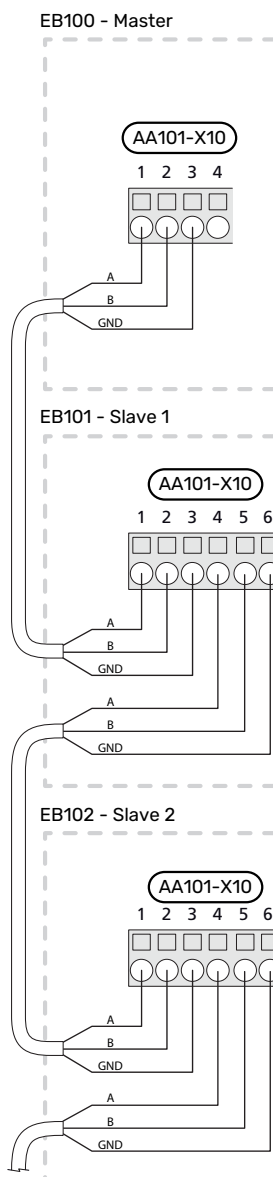 EB100 - Master
AA101-X10
1 2 3 4
A
B
GND
EB101 - Slave 1
AA101-X10
1 2 3 4 5 6
A
B
GND
A
B
GND
EB102 - Slave 2
AA101-X10
1 2 3 4 5 6
A
B
GND
A
B
GND